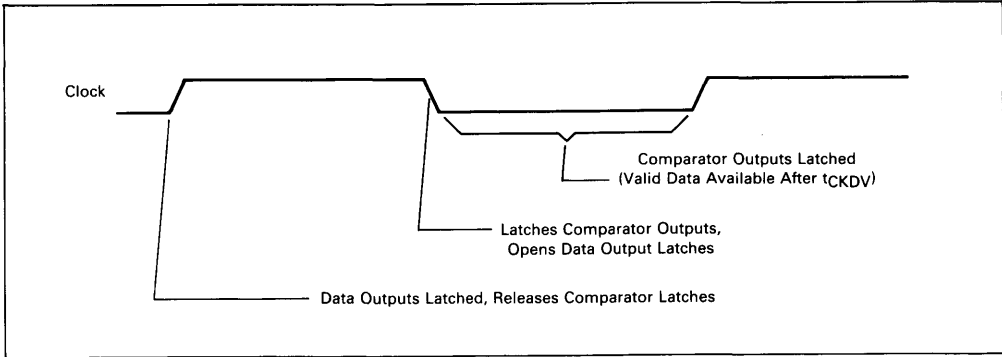 Clock
Comparator Outputs Latched
(Valid Data Available After tCKDV)
Latches Comparator Outputs,
Opens Data Output Latches
Data Outputs Latched, Releases Comparator Latches